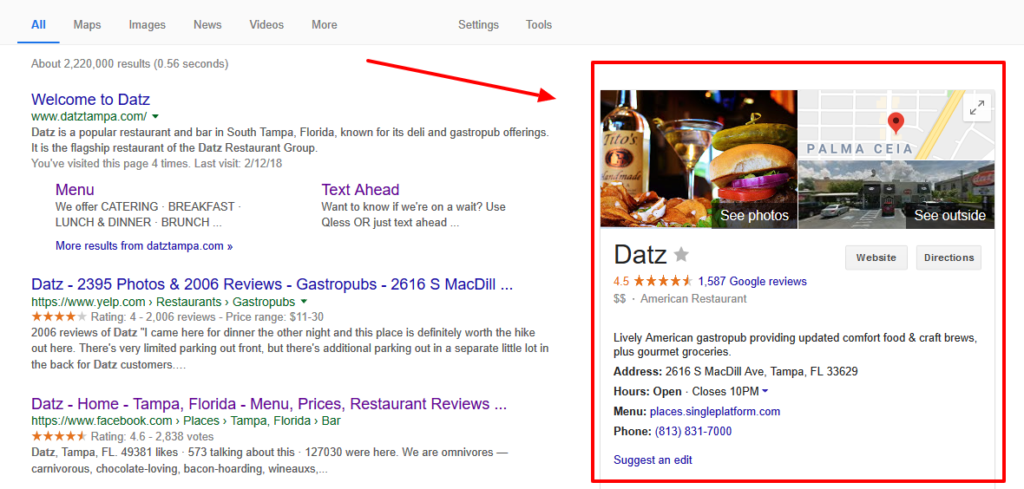 All Maps Images News Videos More Settings Tools
About 2,220,000 results (0.56 seconds)
Welcome to Datz
www.datztampa.com/
Datz is a popular restaurant and bar in South Tampa, Florida, known for its deli and gastropub offerings.
It is the flagship restaurant of the Datz Restaurant Group.
You've visited this page 4 times. Last visit: 2/12/18
Menu
We offer CATERING · BREAKFAST ·
LUNCH & DINNER · BRUNCH ...
Text Ahead
Want to know if we're on a wait? Use
Qless OR just text ahead ...
More results from datztampa.com »
Datz - 2395 Photos & 2006 Reviews - Gastropubs - 2616 S MacDill ...
https://www.yelp.com › Restaurants › Gastropubs
Rating: 4 - 2,006 reviews - Price range: $11-30
2006 reviews of Datz "I came here for dinner the other night and this place is definitely worth the hike
out here. There's very limited parking out front, but there's additional parking out in a separate little lot in
the back for Datz customers....
Datz - Home - Tampa, Florida - Menu, Prices, Restaurant Reviews ...
https://www.facebook.com › Places › Tampa, Florida › Bar
Rating: 4.6 - 2,838 votes
Datz, Tampa, FL. 49381 likes · 573 talking about this · 127030 were here. We are omnivores —
carnivorous, chocolate-loving, bacon-hoarding, wineauxs,...
Tito's
Handmade
PALMA CEIA
See photos
See outside
Datz
Website
Directions
4.5 1,587 Google reviews
$$ · American Restaurant
Lively American gastropub providing updated comfort food & craft brews,
plus gourmet groceries.
Address: 2616 S MacDill Ave, Tampa, FL 33629
Hours: Open · Closes 10PM
Menu: places.singleplatform.com
Phone: (813) 831-7000
Suggest an edit